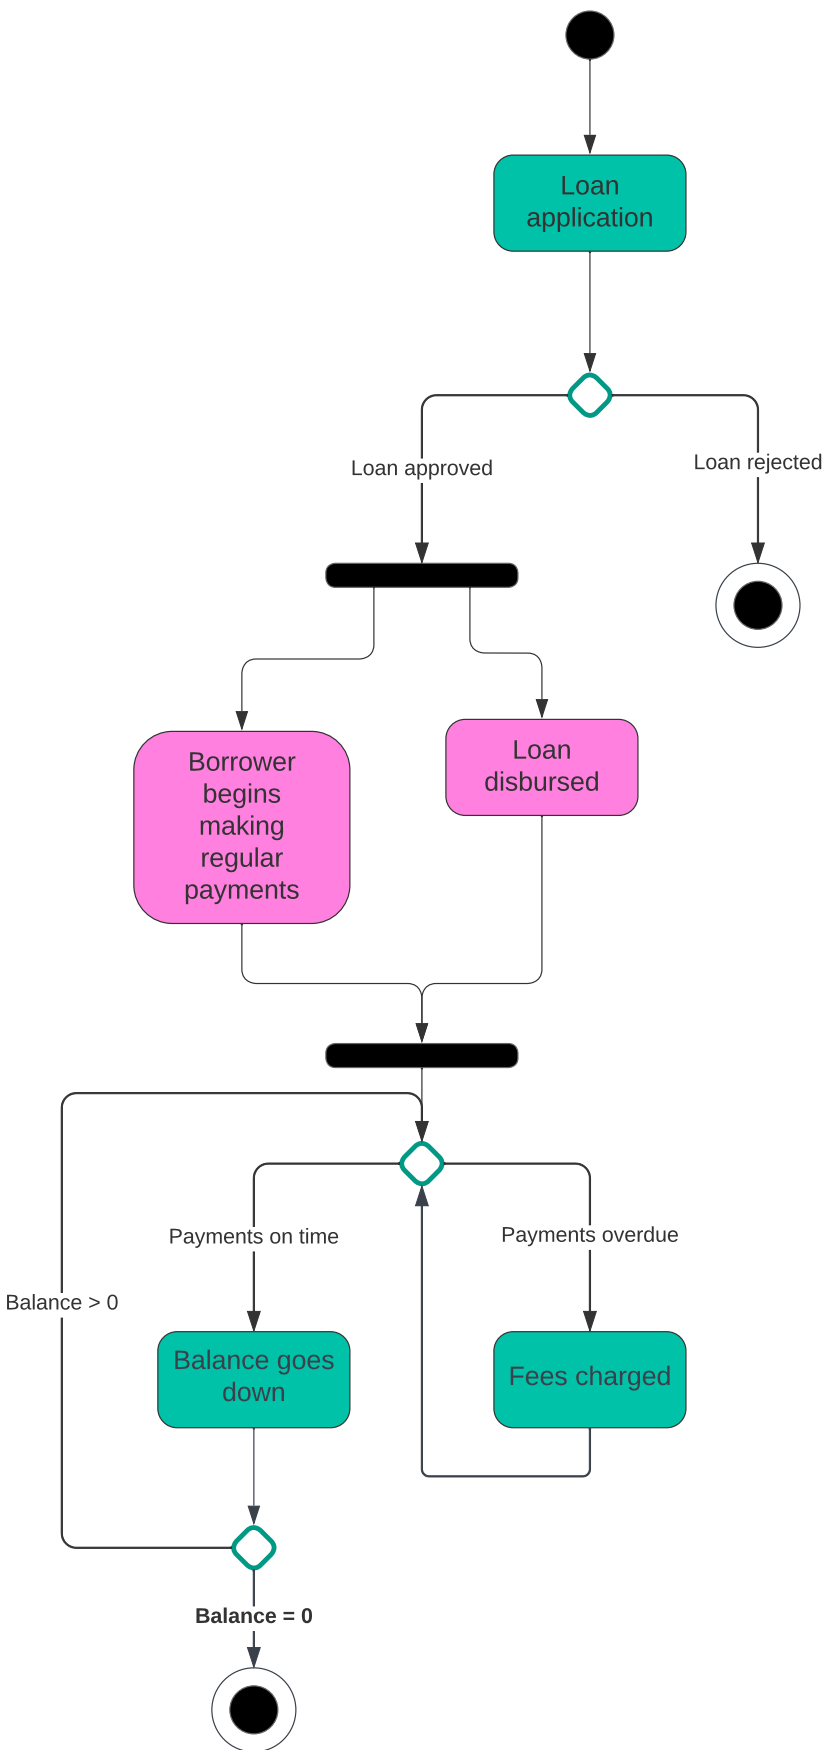 Loan
application
Loan approved
Loan rejected
Borrower
begins
making
regular
payments
Loan
disbursed
Payments on time
Payments overdue
Balance > 0
Balance goes
down
Fees charged
Balance = 0